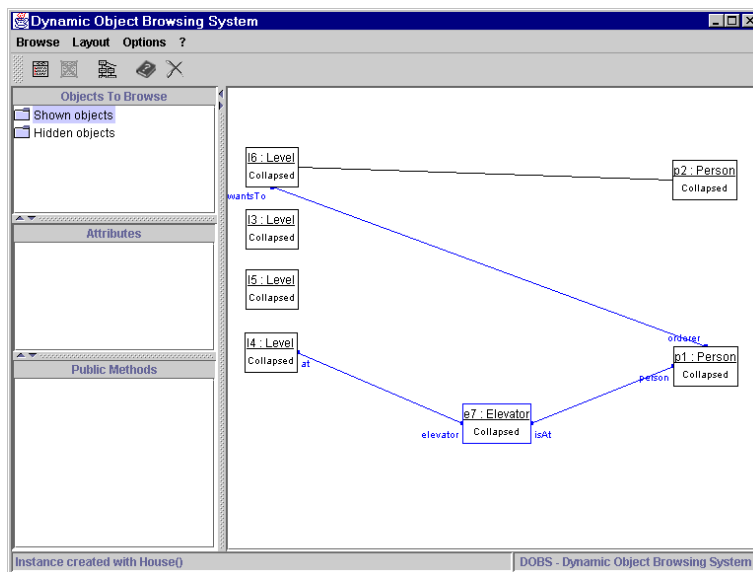 Dynamic Object Browsing System
Browse Layout Options ?
Objects To Browse
Shown objects
Hidden objects
Attributes
Public Methods
l6 : Level
Collapsed
wantsTo
p2 : Person
Collapsed
l3 : Level
Collapsed
l5 : Level
Collapsed
l4 : Level
Collapsed
at
orderer
p1 : Person
Collapsed
person
e7 : Elevator
Collapsed
elevator
isAt
Instance created with House()
DOBS - Dynamic Object Browsing System